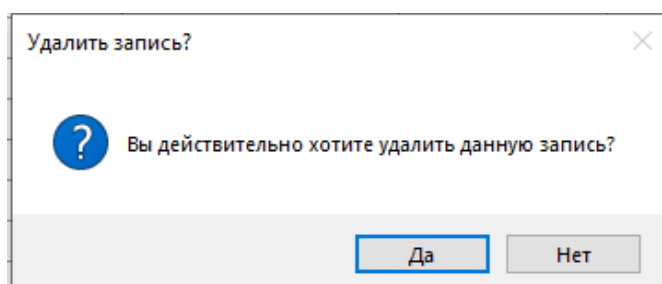 Удалить запись?
Вы действительно хотите удалить данную запись?
Да
Нет